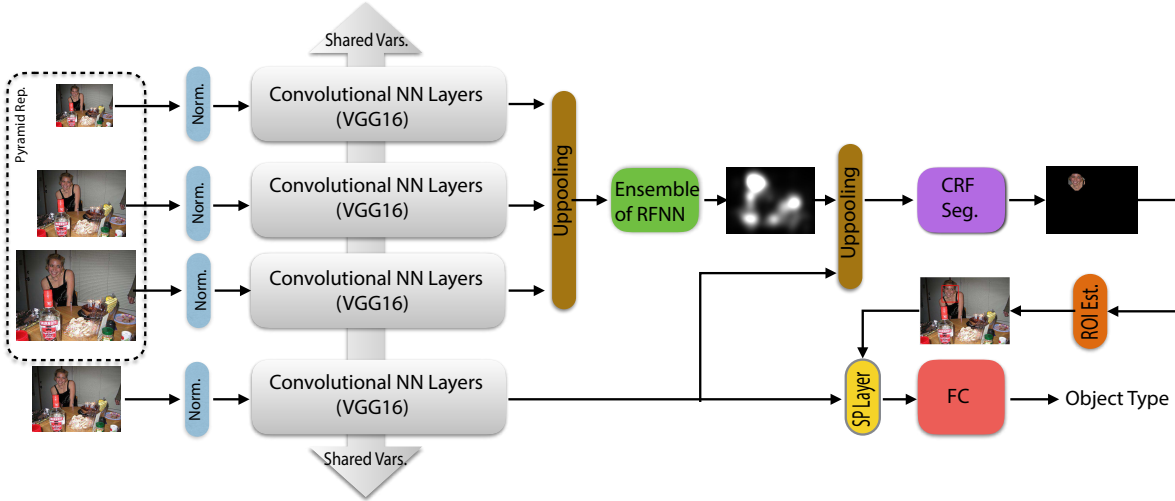 Shared Vars.
Pyramid Rep.
Norm.
Convolutional NN Layers
(VGG16)
Norm.
Convolutional NN Layers
(VGG16)
Norm.
Convolutional NN Layers
(VGG16)
Uppooling
Ensemble
of RFNN
Uppooling
CRF
Seg.
ROI Est.
Norm.
Convolutional NN Layers
(VGG16)
SP Layer
FC
Object Type
Shared Vars.